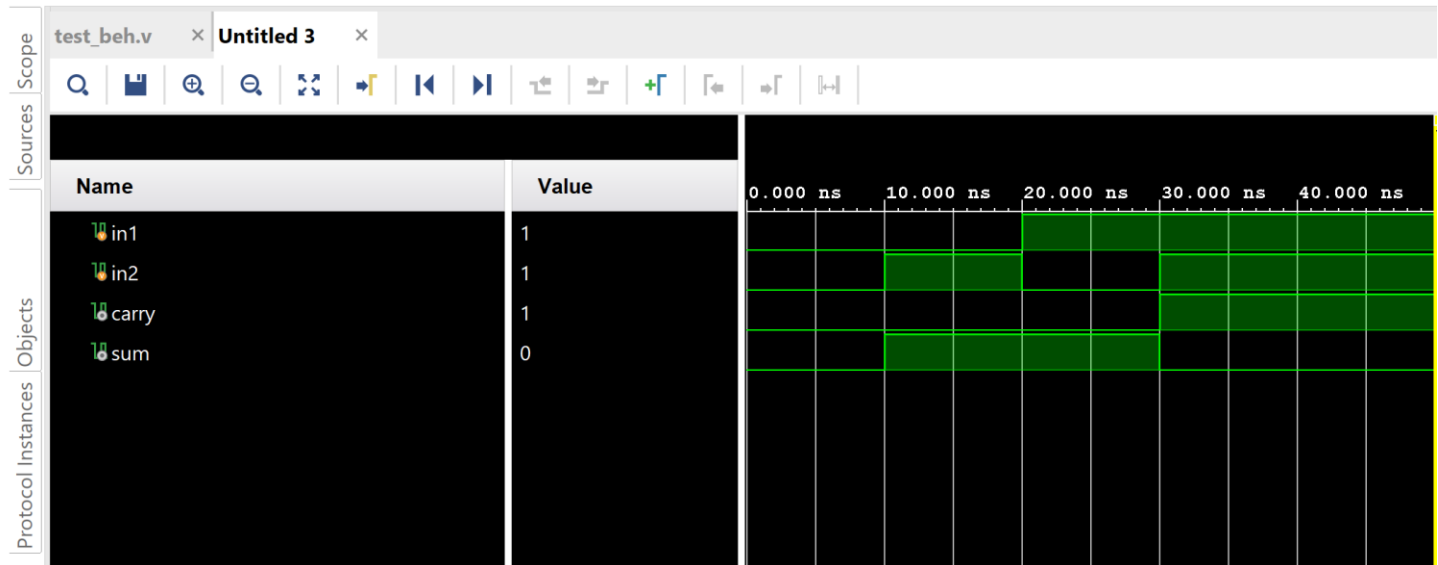 test_beh.v × Untitled 3 ×
Scope
Sources
Objects
Protocol Instances
Name Value
0.000 ns 10.000 ns 20.000 ns 30.000 ns 40.000 ns
in1 1
in2 1
carry 1
sum 0